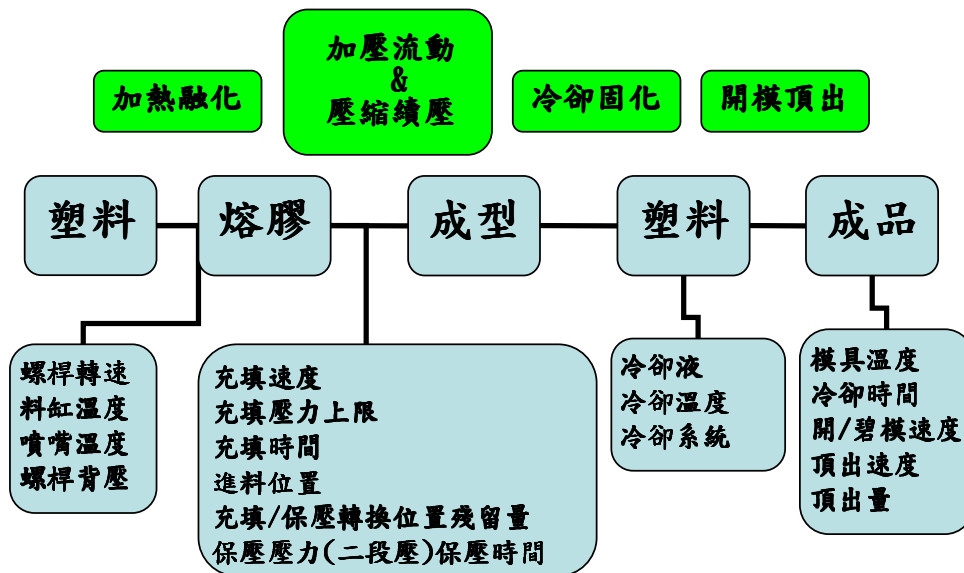 加熱融化
加壓流動
&
壓縮續壓
冷卻固化
開模頂出
塑料
熔膠
成型
塑料
成品
螺桿轉速
料缸溫度
噴嘴溫度
螺桿背壓
充填速度
充填壓力上限
充填時間
進料位置
充填/保壓轉換位置殘留量
保壓壓力(二段壓)保壓時間
冷卻液
冷卻溫度
冷卻系統
模具溫度
冷卻時間
開/碧模速度
頂出速度
頂出量